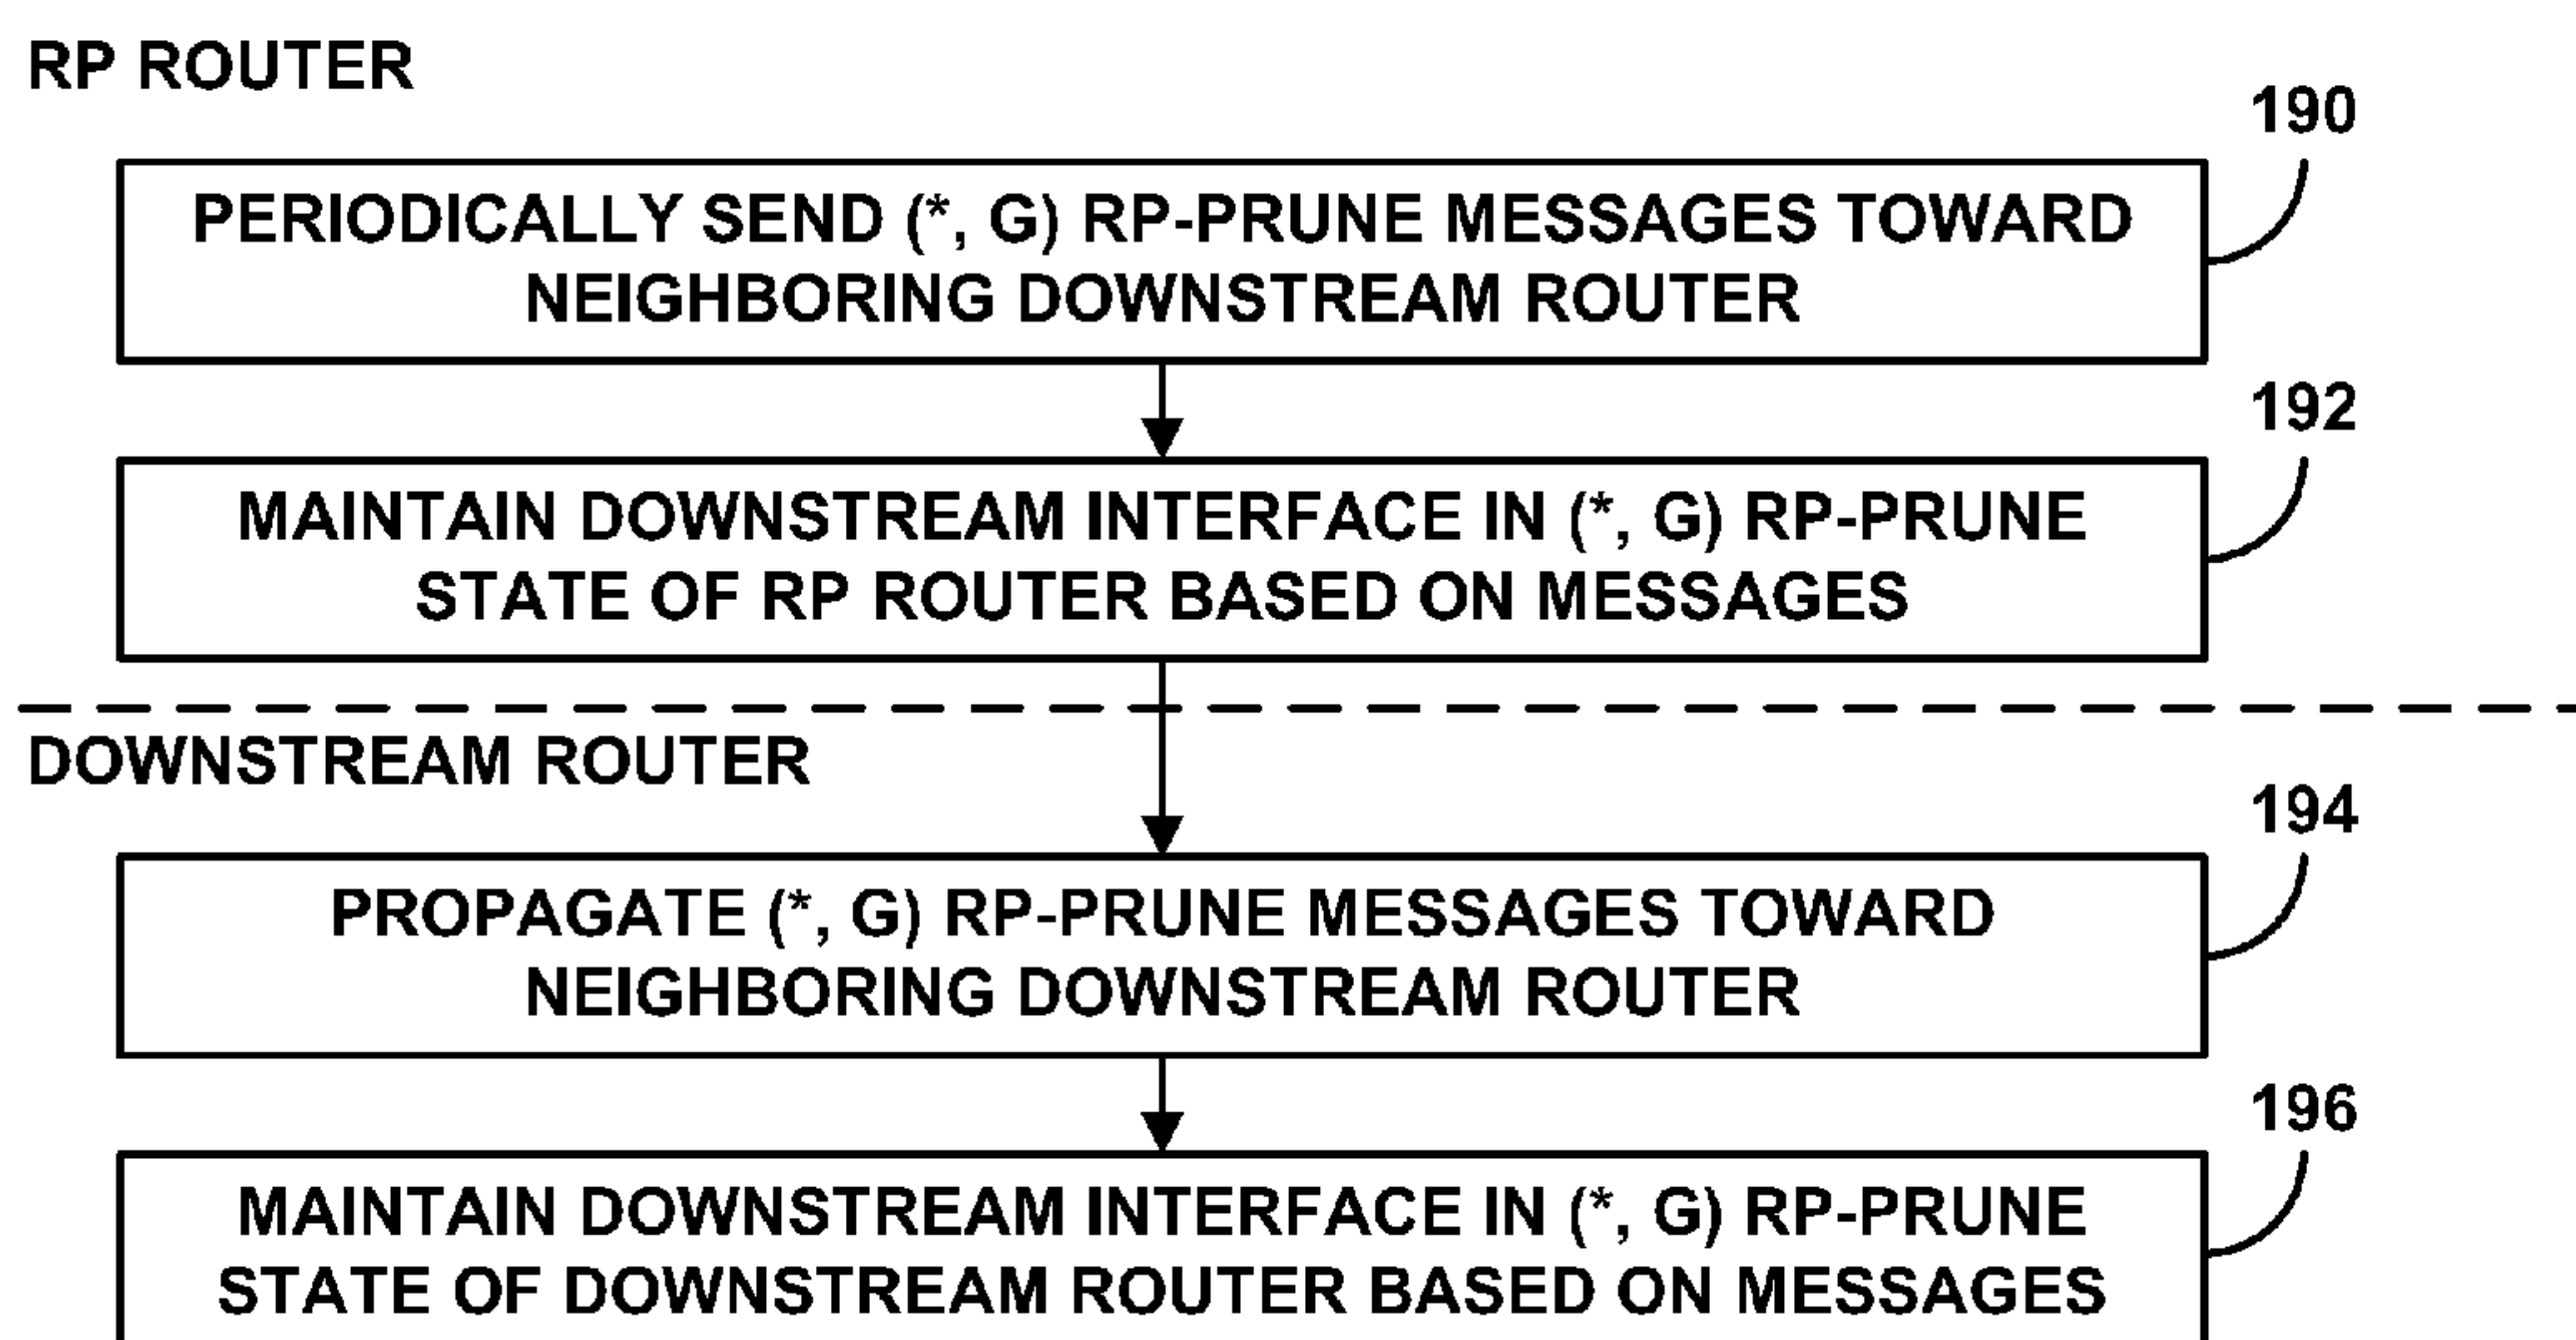 RP ROUTER
190
PERIODICALLY SEND (*, G) RP-PRUNE MESSAGES TOWARD
NEIGHBORING DOWNSTREAM ROUTER
192
MAINTAIN DOWNSTREAM INTERFACE IN (*, G) RP-PRUNE
STATE OF RP ROUTER BASED ON MESSAGES
DOWNSTREAM ROUTER
194
PROPAGATE (*, G) RP-PRUNE MESSAGES TOWARD
NEIGHBORING DOWNSTREAM ROUTER
196
MAINTAIN DOWNSTREAM INTERFACE IN (*, G) RP-PRUNE
STATE OF DOWNSTREAM ROUTER BASED ON MESSAGES